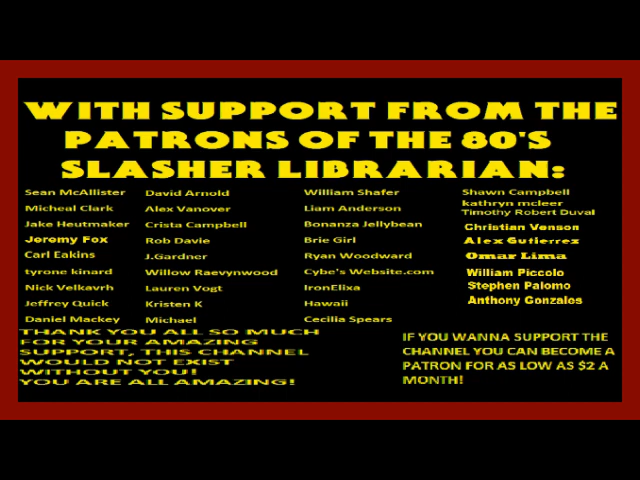 WITH SUPPORT FROM THE
PATRONS OF THE 80'S
SLASHER LIBRARIAN:
Sean McAllister
Micheal Clark
Jake Heutmaker
Jeremy Fox
Carl Eakins
tyrone kinard
Nick Velkavrh
Jeffrey Quick
Daniel Mackey
David Arnold
Alex Vanover
Crista Campbell
Rob Davie
J.Gardner
Willow Raevynwood
Lauren Vogt
Kristen K
Michael
William Shafer
Liam Anderson
Bonanza Jellybean
Brie Girl
Ryan Woodward
Cybe's Website.com
IronElixa
Hawaii
Cecilia Spears
Shawn Campbell
kathryn mcleer
Timothy Robert Duval
Christian Venson
Alex Gutierrez
Omar Lima
William Piccolo
Stephen Palomo
Anthony Gonzales
THANK YOU ALL SO MUCH
FOR YOUR AMAZING
SUPPORT, THIS CHANNEL
WOULD NOT EXIST
WITHOUT YOU!
YOU ARE ALL AMAZING!
IF YOU WANNA SUPPORT THE
CHANNEL YOU CAN BECOME A
PATRON FOR AS LOW AS $2 A
MONTH!